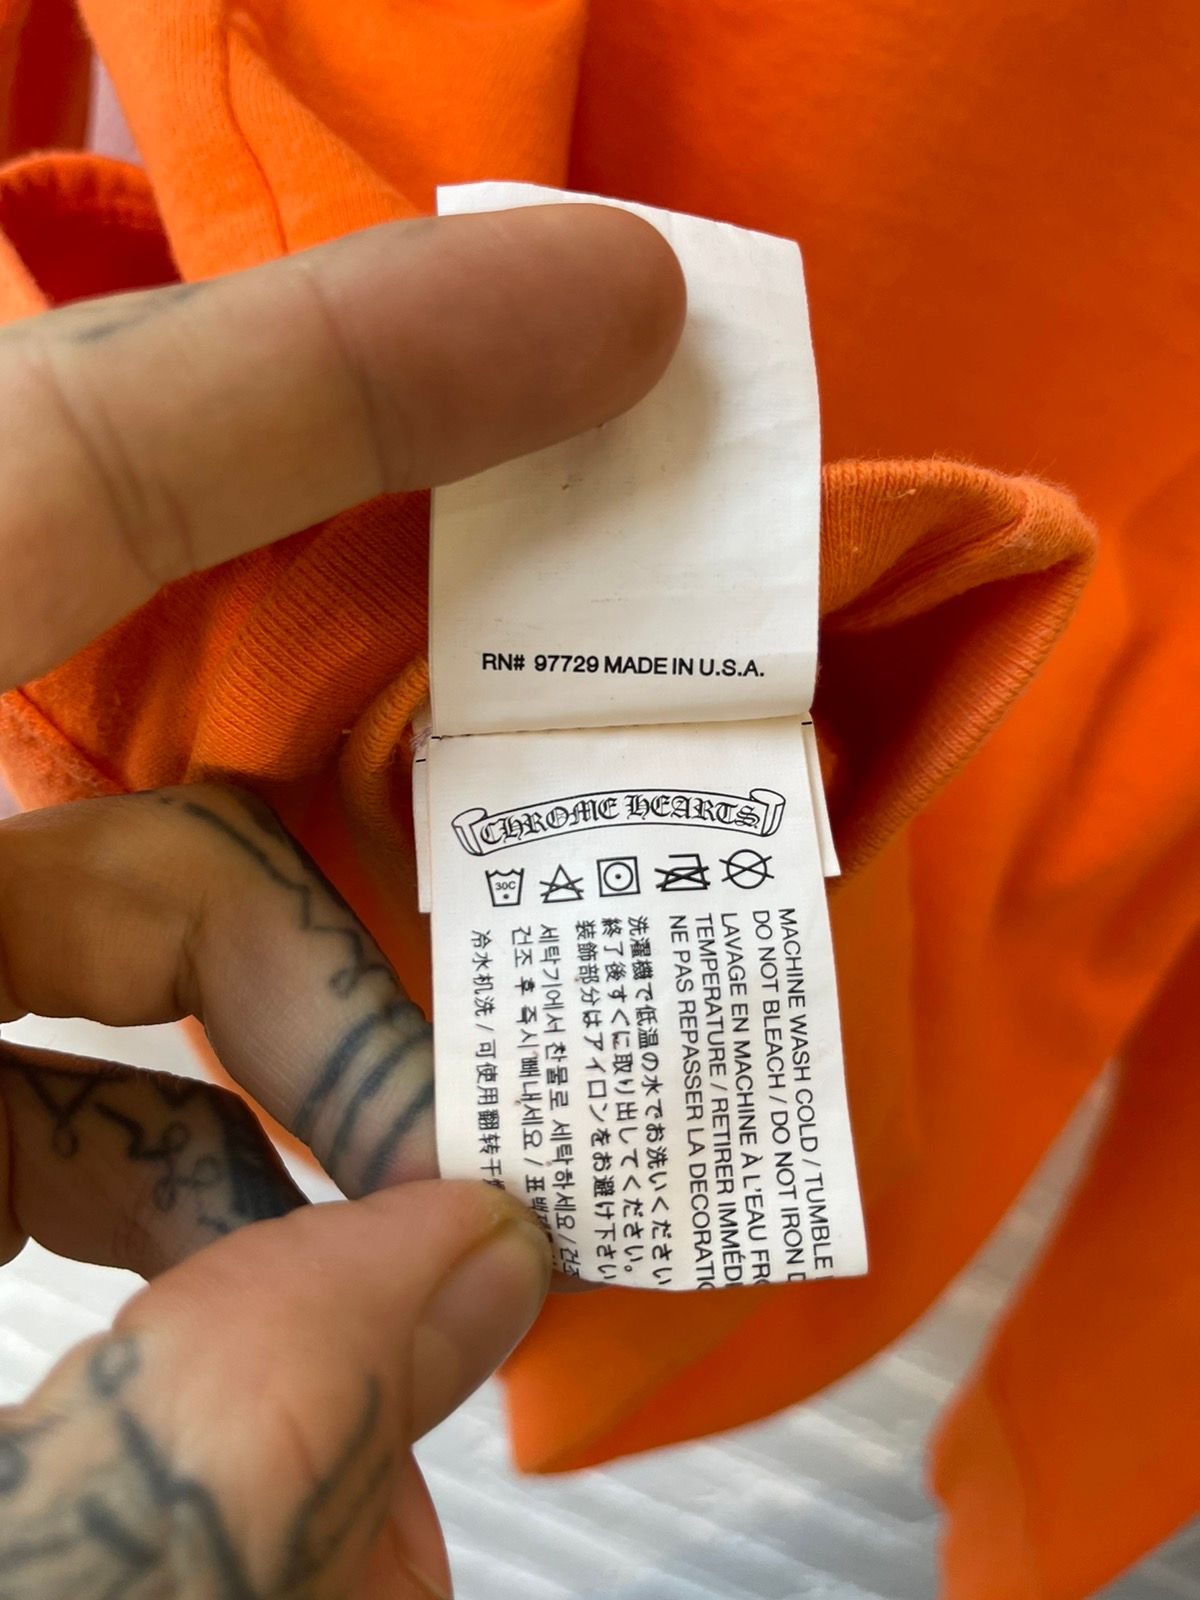 RN# 97729 MADE IN U.S.A.
CHROME HEARTS
30C
MACHINE WASH COLD / TUMBLE
DO NOT BLEACH / DO NOT IRON
LAVAGE EN MACHINE À L'EAU
TEMPERATURE / RETIRER
NE PAS REPASSER LA
洗濯機で低温の水でお洗いください
終了後すぐに取り出してください。
装飾部分はアイロンをお避け下さい
세탁기에서 찬물로 세탁하세요 /
건조 후 즉시 빼내세요 /
冷水机洗 / 可使用翻转干